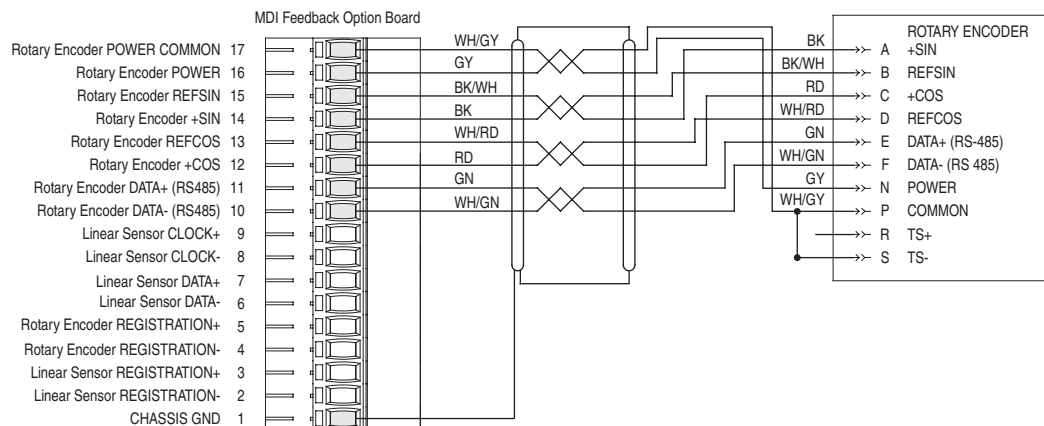 MDI Feedback Option Board
Rotary Encoder POWER COMMON 17
Rotary Encoder POWER 16
Rotary Encoder REFSIN 15
Rotary Encoder +SIN 14
Rotary Encoder REFCOS 13
Rotary Encoder +COS 12
Rotary Encoder DATA+ (RS485) 11
Rotary Encoder DATA- (RS485) 10
Linear Sensor CLOCK+ 9
Linear Sensor CLOCK- 8
Linear Sensor DATA+ 7
Linear Sensor DATA- 6
Rotary Encoder REGISTRATION+ 5
Rotary Encoder REGISTRATION- 4
Linear Sensor REGISTRATION+ 3
Linear Sensor REGISTRATION- 2
CHASSIS GND 1
WH/GY
GY
BK/WH
BK
WH/RD
RD
GN
WH/GN
ROTARY ENCODER
BK A +SIN
BK/WH B REFSIN
RD C +COS
WH/RD D REFCOS
GN E DATA+ (RS-485)
WH/GN F DATA- (RS 485)
GY N POWER
WH/GY P COMMON
R TS+
S TS-